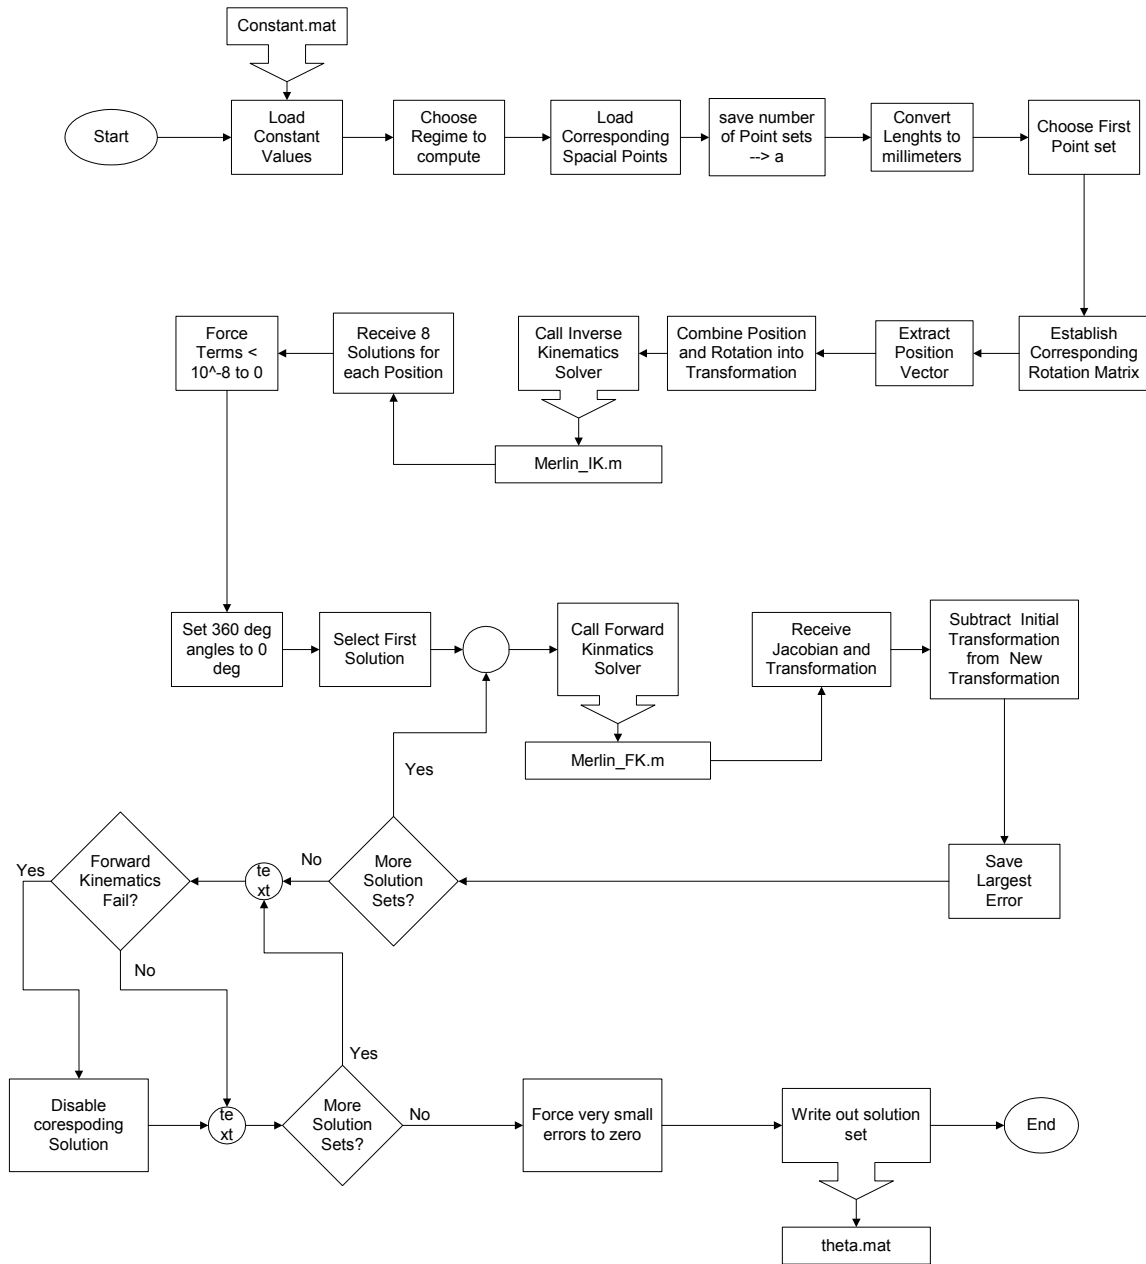 Constant.mat
Start
Load
Constant
Values
Choose
Regime to
compute
Load
Corresponding
Spacial Points
save number
of Point sets
--> a
Convert
Lenghts to
millimeters
Choose First
Point set
Force
Terms <
10^-8 to 0
Receive 8
Solutions for
each Position
Call Inverse
Kinematics
Solver
Combine Position
and Rotation into
Transformation
Extract
Position
Vector
Establish
Corresponding
Rotation Matrix
Merlin_IK.m
Set 360 deg
angles to 0
deg
Select First
Solution
Call Forward
Kinmatics
Solver
Receive
Jacobian and
Transformation
Subtract Initial
Transformation
from New
Transformation
Merlin_FK.m
Yes
Yes
Forward
Kinematics
Fail?
te
xt
No
More
Solution
Sets?
Save
Largest
Error
No
Yes
Disable
corespoding
Solution
te
xt
More
Solution
Sets?
No
Force very small
errors to zero
Write out solution
set
End
theta.mat